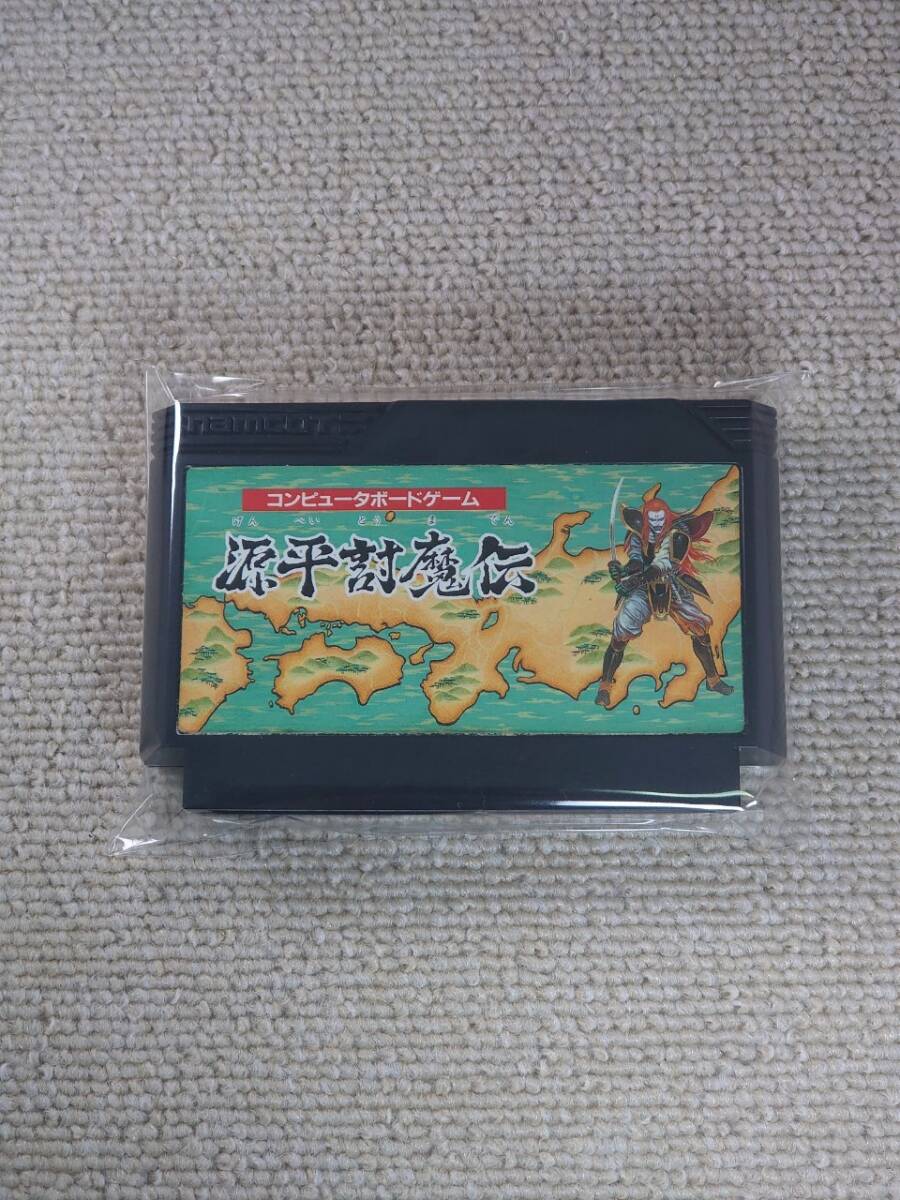 namcot
コンピュータボードゲーム
げん ぺい とう ま でん
源平討魔伝